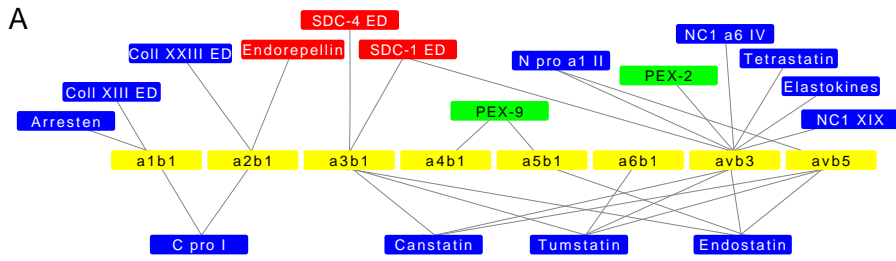 A
SDC-4 ED
NC1 a6 IV
Coll XXIII ED
Endorepellin
SDC-1 ED
N pro a1 II
Tetrastatin
PEX-2
Elastokines
Coll XIII ED
PEX-9
Arresten
NC1 XIX
a1b1
a2b1
a3b1
a4b1
a5b1
a6b1
avb3
avb5
C pro I
Canstatin
Tumstatin
Endostatin